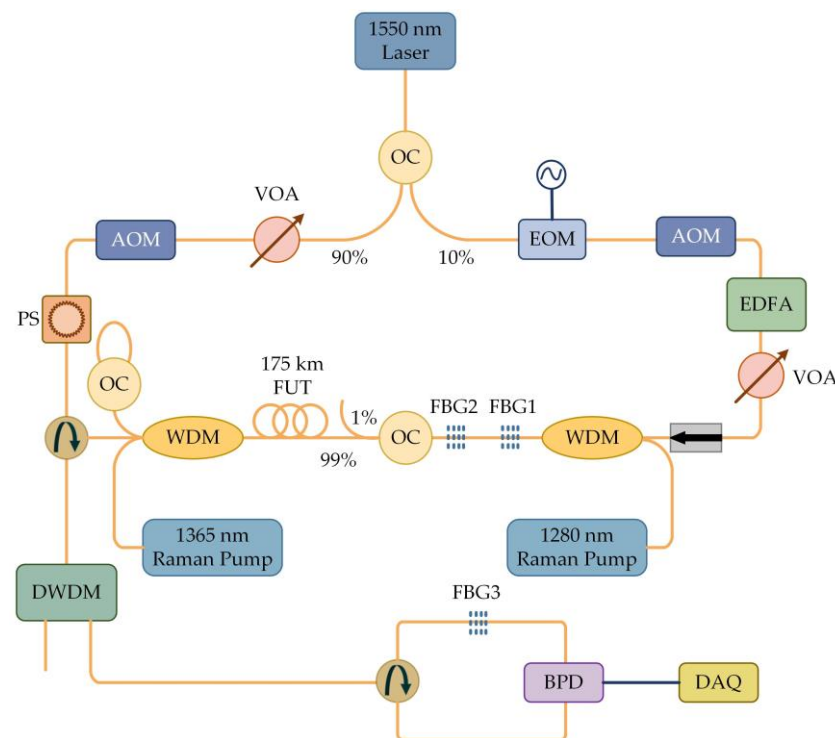 1550 nm
Laser
OC
VOA
AOM
90%
10%
EOM
AOM
EDFA
PS
OC
175 km
FUT
1%
FBG2
FBG1
VOA
WDM
OC
WDM
99%
1365 nm
Raman Pump
1280 nm
Raman Pump
DWDM
FBG3
BPD
DAQ